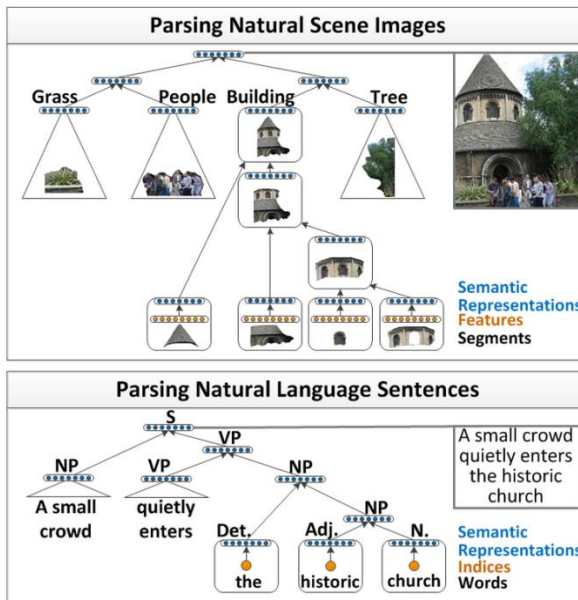 Parsing Natural Scene Images
Grass People Building Tree
Semantic
Representations
Features
Segments
Parsing Natural Language Sentences
S
VP
NP VP NP
A small
crowd
quietly
enters
NP
Det. Adj. N.
the historic church
A small crowd
quietly enters
the historic
church
Semantic
Representations
Indices
Words